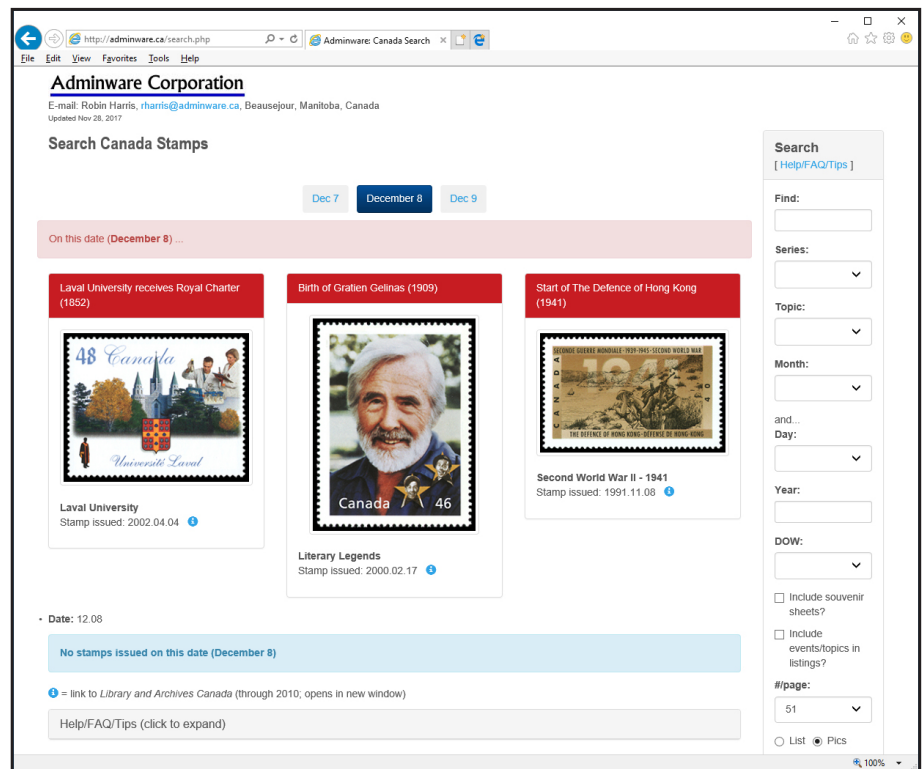 http://adminware.ca/search.php
Adminware: Canada Search
File Edit View Favorites Tools Help
Adminware Corporation
E-mail: Robin Harris, rharris@adminware.ca, Beausejour, Manitoba, Canada
Updated Nov 28, 2017
Search Canada Stamps
Dec 7 December 8 Dec 9
On this date (December 8) ...
Laval University receives Royal Charter
(1852)
48 Canada
Université Laval
Laval University
Stamp issued: 2002.04.04
Birth of Gratien Gelinas (1909)
Canada 46
Literary Legends
Stamp issued: 2000.02.17
Start of The Defence of Hong Kong
(1941)
SECONDE GUERRE MONDIALE·1939-1945·SECOND WORLD WAR
1941
CANADA
40
THE DEFENCE OF HONG KONG·DÉFENSE DE HONG-KONG
Second World War II - 1941
Stamp issued: 1991.11.08
• Date: 12.08
No stamps issued on this date (December 8)
= link to Library and Archives Canada (through 2010; opens in new window)
Help/FAQ/Tips (click to expand)
Search
[ Help/FAQ/Tips ]
Find:
Series:
Topic:
Month:
and...
Day:
Year:
DOW:
Include souvenir
sheets?
Include
events/topics in
listings?
#/page:
51
List Pics
100%